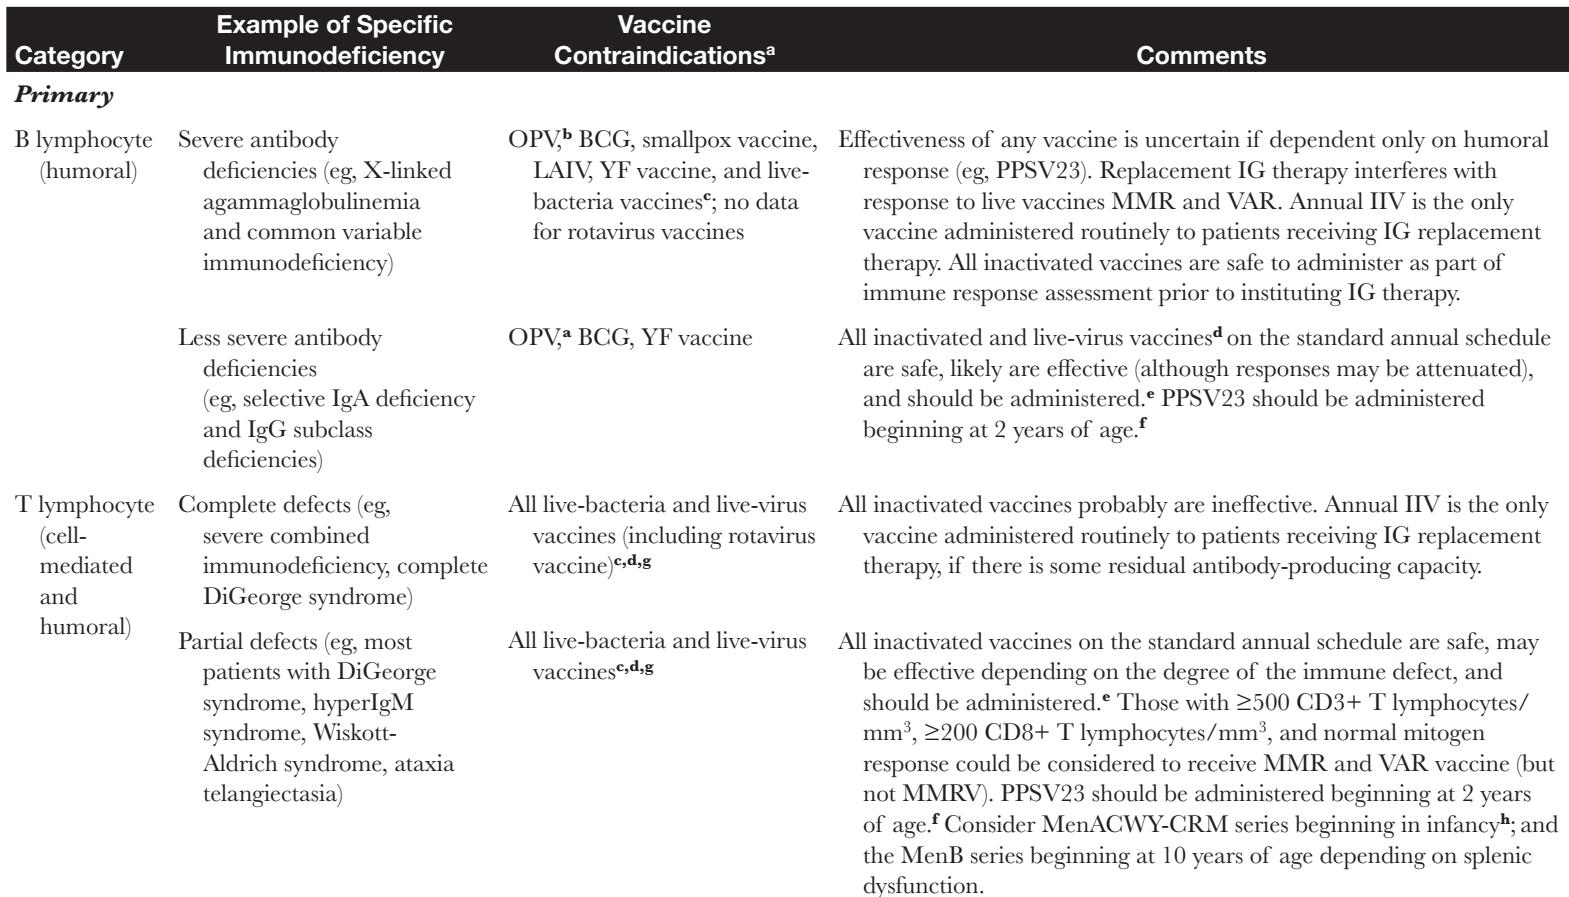 Category
Example of Specific
Immunodeficiency
Vaccine
Contraindicationsa
Comments
Primary
B lymphocyte
(humoral)
Severe antibody
deficiencies (eg, X-linked
agammaglobulinemia
and common variable
immunodeficiency)
OPV,b BCG, smallpox vaccine,
LAIV, YF vaccine, and live-
bacteria vaccinesc; no data
for rotavirus vaccines
Effectiveness of any vaccine is uncertain if dependent only on humoral
response (eg, PPSV23). Replacement IG therapy interferes with
response to live vaccines MMR and VAR. Annual IIV is the only
vaccine administered routinely to patients receiving IG replacement
therapy. All inactivated vaccines are safe to administer as part of
immune response assessment prior to instituting IG therapy.
Less severe antibody
deficiencies
(eg, selective IgA deficiency
and IgG subclass
deficiencies)
OPV,a BCG, YF vaccine
All inactivated and live-virus vaccinesd on the standard annual schedule
are safe, likely are effective (although responses may be attenuated),
and should be administered.e PPSV23 should be administered
beginning at 2 years of age.f
T lymphocyte
(cell-
mediated
and
humoral)
Complete defects (eg,
severe combined
immunodeficiency, complete
DiGeorge syndrome)
All live-bacteria and live-virus
vaccines (including rotavirus
vaccine)c,d,g
All inactivated vaccines probably are ineffective. Annual IIV is the only
vaccine administered routinely to patients receiving IG replacement
therapy, if there is some residual antibody-producing capacity.
Partial defects (eg, most
patients with DiGeorge
syndrome, hyperIgM
syndrome, Wiskott-
Aldrich syndrome, ataxia
telangiectasia)
All live-bacteria and live-virus
vaccinesc,d,g
All inactivated vaccines on the standard annual schedule are safe, may
be effective depending on the degree of the immune defect, and
should be administered.e Those with ≥500 CD3+ T lymphocytes/
mm3, ≥200 CD8+ T lymphocytes/mm3, and normal mitogen
response could be considered to receive MMR and VAR vaccine (but
not MMRV). PPSV23 should be administered beginning at 2 years
of age.f Consider MenACWY-CRM series beginning in infancyh; and
the MenB series beginning at 10 years of age depending on splenic
dysfunction.